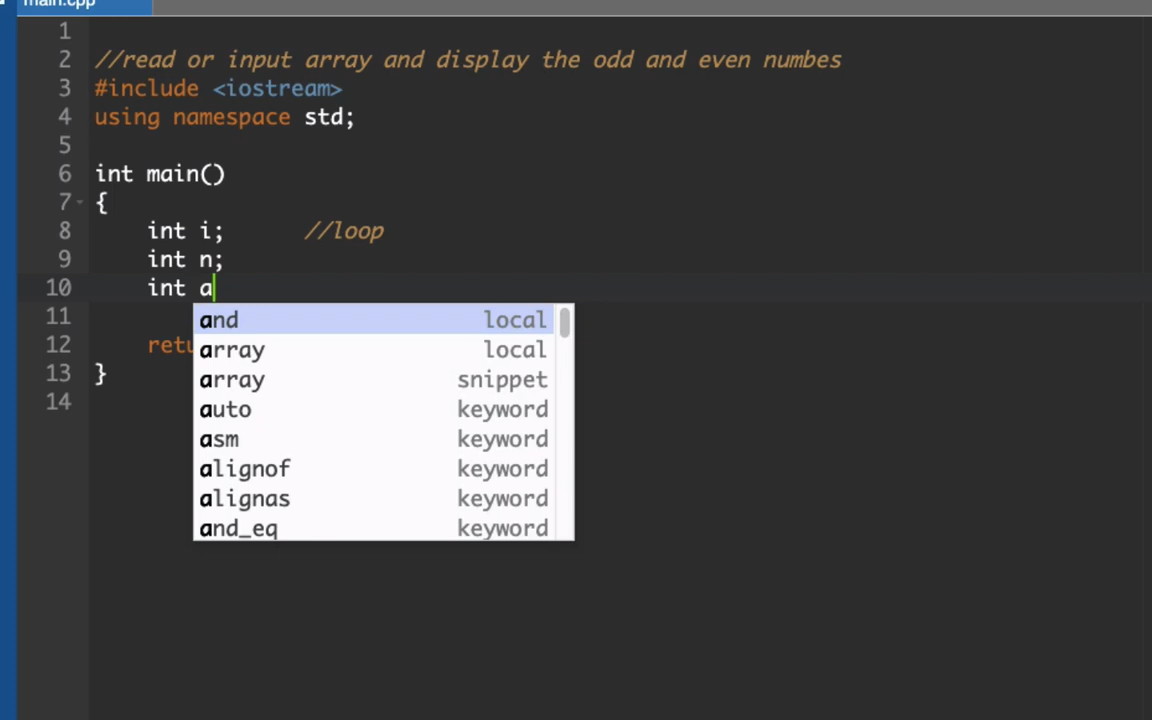 main.cpp
1
2 //read or input array and display the odd and even numbes
3 #include <iostream>
4 using namespace std;
5
6 int main()
7 {
8 int i; //loop
9 int n;
10 int a
and local
11
12 retu
array local
13 }
array snippet
14
auto keyword
asm keyword
alignof keyword
alignas keyword
and_eq keyword